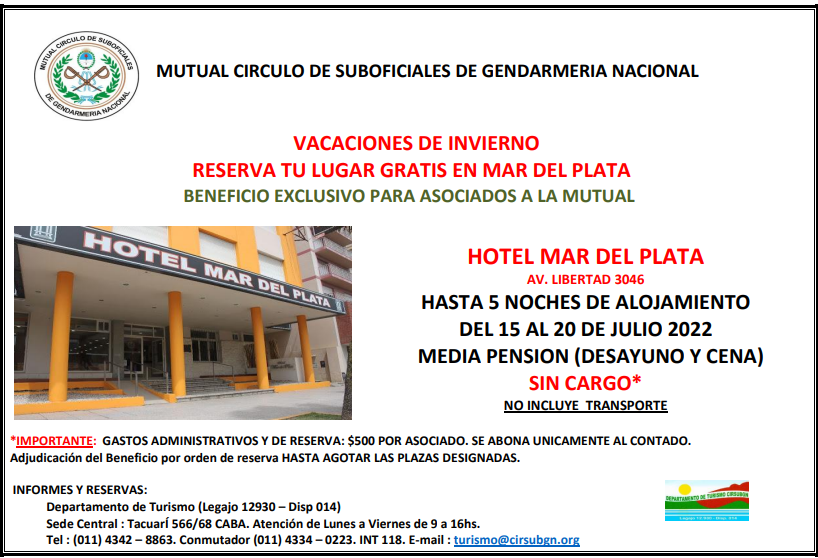 MUTUAL CIRCULO DE SUBOFICIALES
DE GENDARMERIA NACIONAL
MUTUAL CIRCULO DE SUBOFICIALES DE GENDARMERIA NACIONAL
VACACIONES DE INVIERNO
RESERVA TU LUGAR GRATIS EN MAR DEL PLATA
BENEFICIO EXCLUSIVO PARA ASOCIADOS A LA MUTUAL
HOTEL MAR DEL PLATA
HOTEL MAR DEL PLATA
AV. LIBERTAD 3046
HASTA 5 NOCHES DE ALOJAMIENTO
DEL 15 AL 20 DE JULIO 2022
MEDIA PENSION (DESAYUNO Y CENA)
SIN CARGO*
NO INCLUYE TRANSPORTE
*IMPORTANTE: GASTOS ADMINISTRATIVOS Y DE RESERVA: $500 POR ASOCIADO. SE ABONA UNICAMENTE AL CONTADO.
Adjudicación del Beneficio por orden de reserva HASTA AGOTAR LAS PLAZAS DESIGNADAS.
INFORMES Y RESERVAS:
Departamento de Turismo (Legajo 12930 – Disp 014)
Sede Central : TacuarÍ 566/68 CABA. Atención de Lunes a Viernes de 9 a 16hs.
Tel : (011) 4342 – 8863. Conmutador (011) 4334 – 0223. INT 118. E-mail : turismo@cirsubgn.org
DEPARTAMENTO DE TURISMO CIRSUBGN